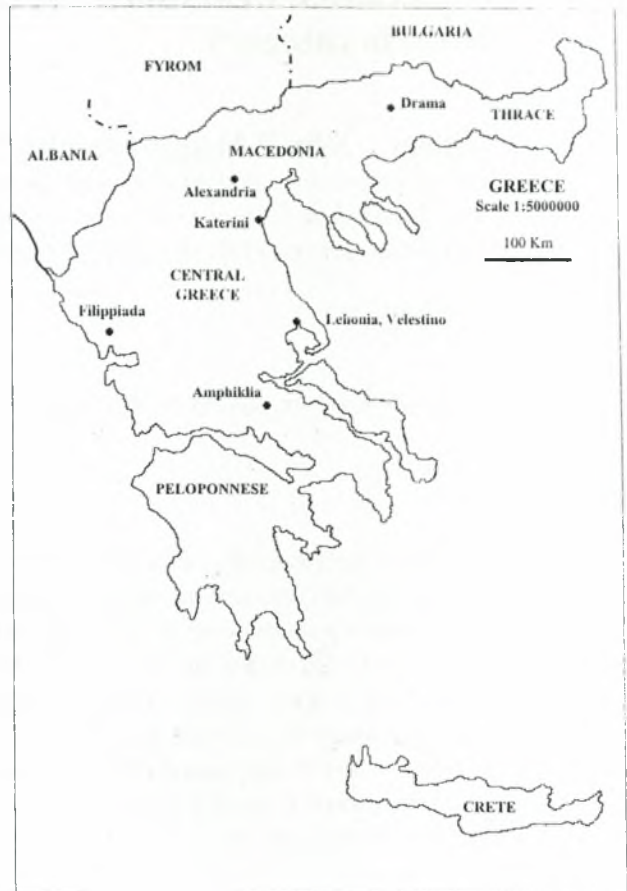 BULGARIA
FYROM
Drama
THRACE
ALBANIA
MACEDONIA
Alexandria
GREECE
Scale 1:5000000
Katerini
100 Km
CENTRAL
GREECE
Filippiada
Lehonia, Velestino
Amphiklia
PELOPONNESE
CRETE